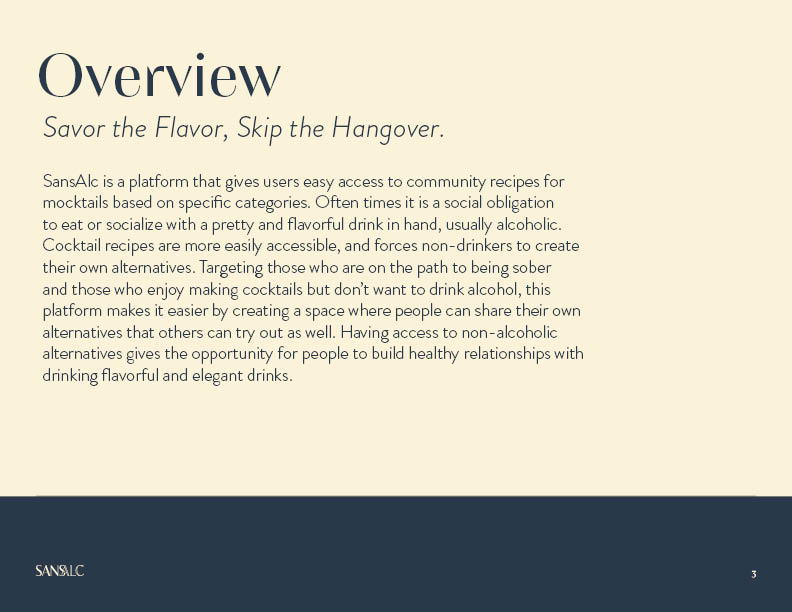 Overview
Savor the Flavor, Skip the Hangover.
SansAlc is a platform that gives users easy access to community recipes for
mocktails based on specific categories. Often times it is a social obligation
to eat or socialize with a pretty and flavorful drink in hand, usually alcoholic.
Cocktail recipes are more easily accessible, and forces non-drinkers to create
their own alternatives. Targeting those who are on the path to being sober
and those who enjoy making cocktails but don’t want to drink alcohol, this
platform makes it easier by creating a space where people can share their own
alternatives that others can try out as well. Having access to non-alcoholic
alternatives gives the opportunity for people to build healthy relationships with
drinking flavorful and elegant drinks.
SANSALC
3